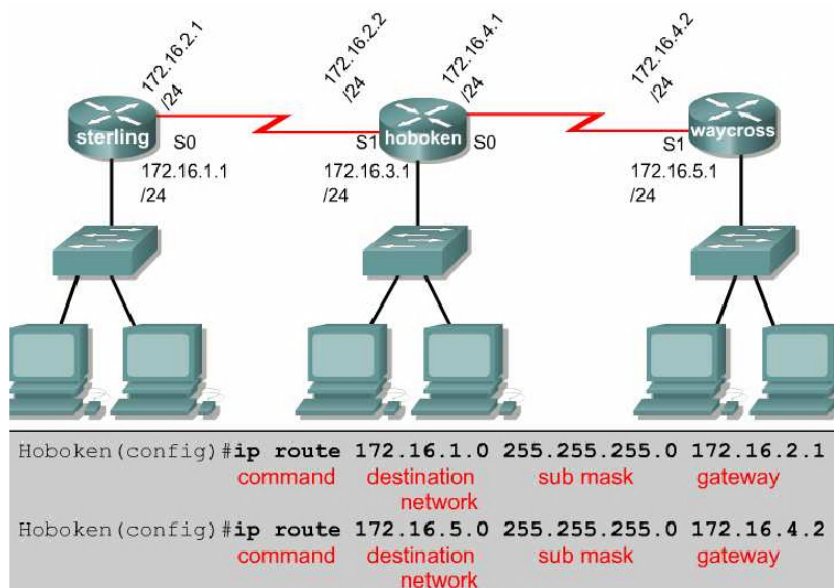 172.16.2.1
/24
172.16.2.2
/24
172.16.4.1
/24
172.16.4.2
/24
sterling
hoboken
waycross
S0
S1
S0
S1
172.16.1.1
/24
172.16.3.1
/24
172.16.5.1
/24
Hoboken(config)#ip route 172.16.1.0 255.255.255.0 172.16.2.1
command destination sub mask gateway
network
Hoboken(config)#ip route 172.16.5.0 255.255.255.0 172.16.4.2
command destination sub mask gateway
network